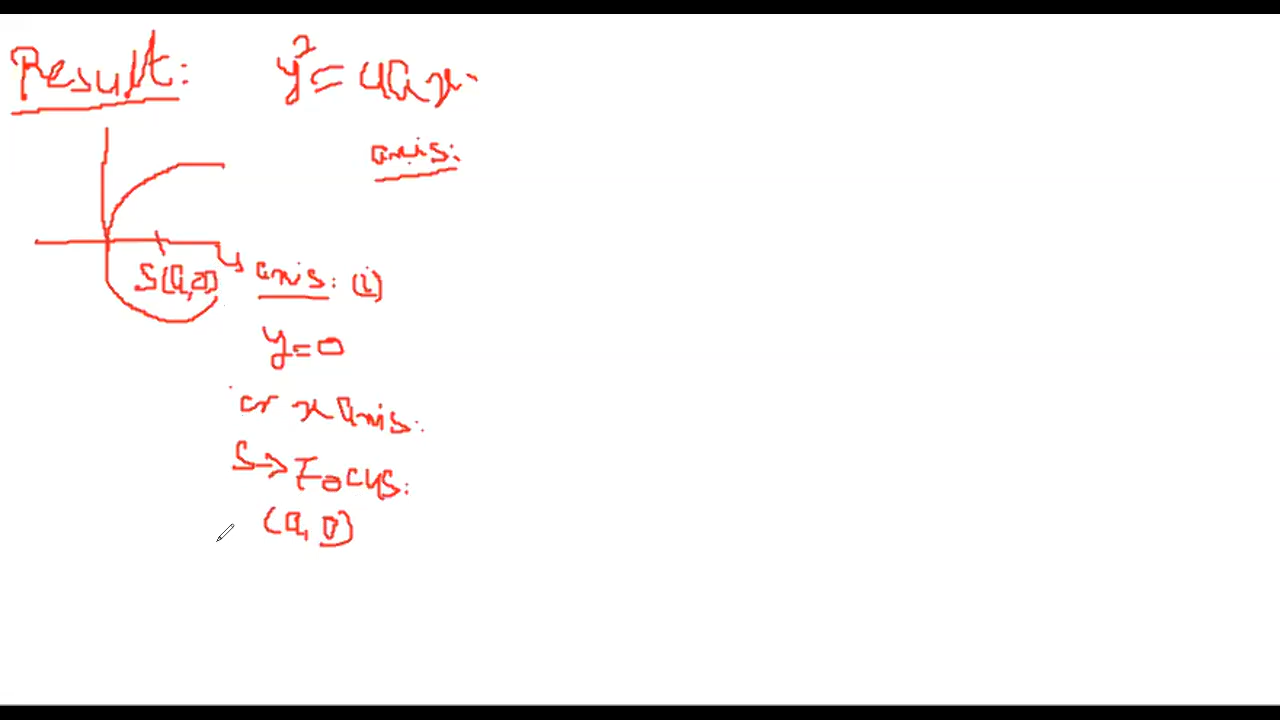 Result: y² = 4ax.
axis:
S(a,0)
axis: (i)
y=0
or x axis.
S→ Focus:
(a, 0)